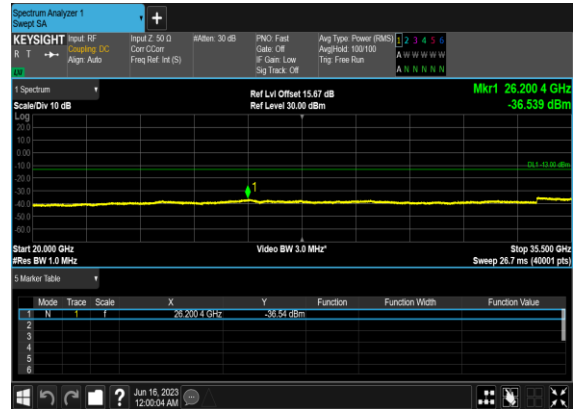 Spectrum Analyzer 1
Swept SA
+
KEYSIGHT Input: RF Input Z: 50 Ω #Atten: 30 dB PNO: Fast Avg Type: Power (RMS) 1 2 3 4 5 6
R T Coupling: DC Corr CCorr Gate: Off Avg|Hold: 100/100 A W W W W W
Align: Auto Freq Ref: Int (S) IF Gain: Low Trig: Free Run
LW Sig Track: Off A N N N N N
1 Spectrum Ref Lvl Offset 15.67 dB Mkr1 26.200 4 GHz
Scale/Div 10 dB Ref Level 30.00 dBm -36.539 dBm
Log
20.0
10.0
0.00
-10.0 DL1 -13.00 dBm
-20.0
-30.0 1
-40.0
-50.0
-60.0
Start 20.000 GHz Video BW 3.0 MHz* Stop 35.500 GHz
#Res BW 1.0 MHz Sweep 26.7 ms (40001 pts)
5 Marker Table
Mode Trace Scale X Y Function Function Width Function Value
1 N 1 f 26.200 4 GHz -36.54 dBm
2
3
4
5
6
? Jun 16, 2023
12:00:04 AM